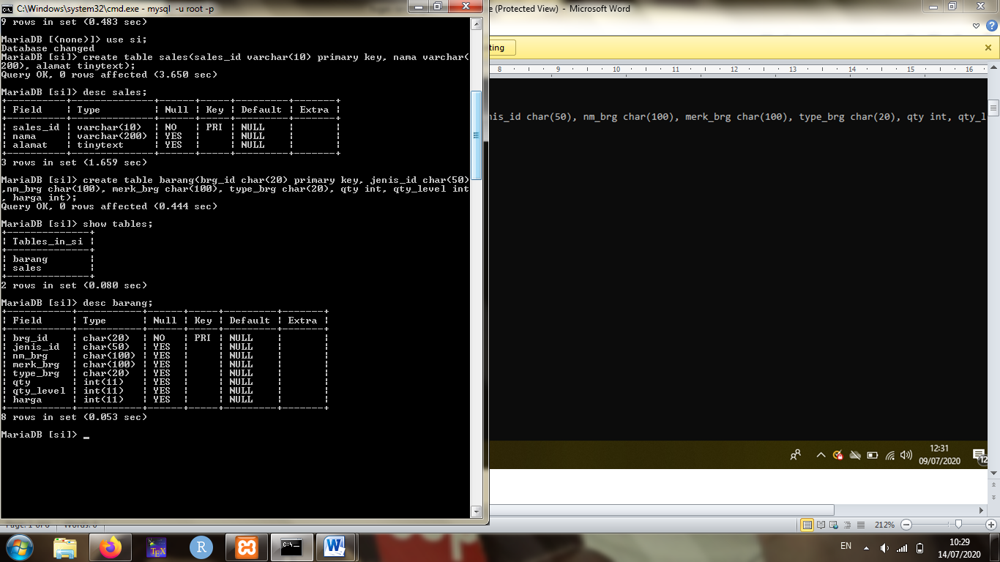 C:\Windows\system32\cmd.exe - mysql -u root -p
9 rows in set (0.483 sec)
MariaDB [(none)]> use si;
Database changed
MariaDB [si]> create table sales(sales_id varchar(10) primary key, nama varchar(
200), alamat tinytext);
Query OK, 0 rows affected (3.650 sec)
MariaDB [si]> desc sales;
+-----------+--------------+------+-----+---------+-------+
| Field | Type | Null | Key | Default | Extra |
+-----------+--------------+------+-----+---------+-------+
| sales_id | varchar(10) | NO | PRI | NULL | |
| nama | varchar(200) | YES | | NULL | |
| alamat | tinytext | YES | | NULL | |
+-----------+--------------+------+-----+---------+-------+
3 rows in set (1.659 sec)
MariaDB [si]> create table barang(brg_id char(20) primary key, jenis_id char(50)
,nm_brg char(100), merk_brg char(100), type_brg char(20), qty int, qty_level int
, harga int);
Query OK, 0 rows affected (0.444 sec)
MariaDB [si]> show tables;
+--------------+
| Tables_in_si |
+--------------+
| barang |
| sales |
+--------------+
2 rows in set (0.080 sec)
MariaDB [si]> desc barang;
+-----------+-----------+------+-----+---------+-------+
| Field | Type | Null | Key | Default | Extra |
+-----------+-----------+------+-----+---------+-------+
| brg_id | char(20) | NO | PRI | NULL | |
| jenis_id | char(50) | YES | | NULL | |
| nm_brg | char(100) | YES | | NULL | |
| merk_brg | char(100) | YES | | NULL | |
| type_brg | char(20) | YES | | NULL | |
| qty | int(11) | YES | | NULL | |
| qty_level | int(11) | YES | | NULL | |
| harga | int(11) | YES | | NULL | |
+-----------+-----------+------+-----+---------+-------+
8 rows in set (0.053 sec)
MariaDB [si]> _
(Protected View) - Microsoft Word
ting
8 9 10 11 12 13 14 15 16
nis_id char(50), nm_brg char(100), merk_brg char(100), type_brg char(20), qty int, qty_l
12:31
09/07/2020
12
212%
TEX
R
C:\
W
EN
10:29
14/07/2020